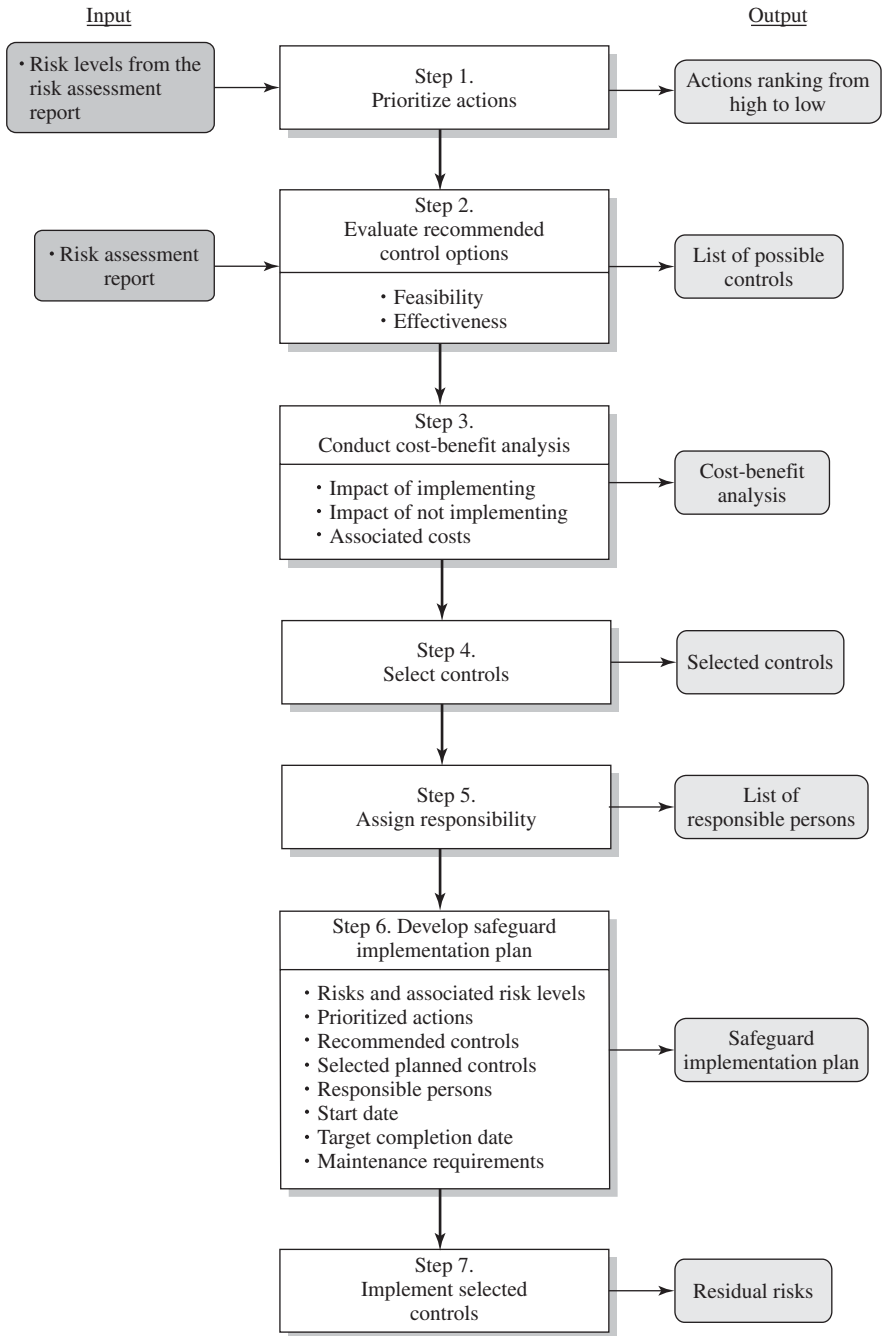 Input
Output
• Risk levels from the
risk assessment
report
Step 1.
Prioritize actions
Actions ranking from
high to low
• Risk assessment
report
Step 2.
Evaluate recommended
control options
• Feasibility
• Effectiveness
List of possible
controls
Step 3.
Conduct cost-benefit analysis
• Impact of implementing
• Impact of not implementing
• Associated costs
Cost-benefit
analysis
Step 4.
Select controls
Selected controls
Step 5.
Assign responsibility
List of
responsible persons
Step 6. Develop safeguard
implementation plan
• Risks and associated risk levels
• Prioritized actions
• Recommended controls
• Selected planned controls
• Responsible persons
• Start date
• Target completion date
• Maintenance requirements
Safeguard
implementation plan
Step 7.
Implement selected
controls
Residual risks